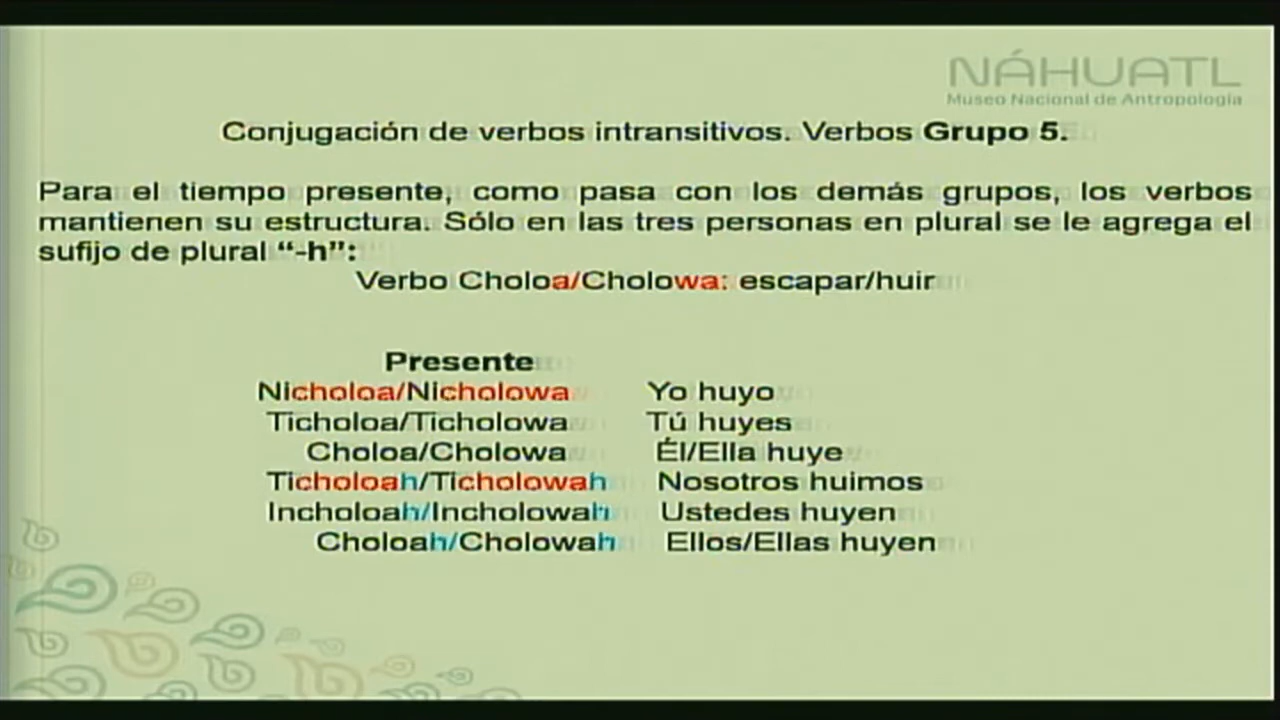 NÁHUATL
Museo Nacional de Antropología
Conjugación de verbos intransitivos. Verbos Grupo 5.
Para el tiempo presente, como pasa con los demás grupos, los verbos
mantienen su estructura. Sólo en las tres personas en plural se le agrega el
sufijo de plural “-h”:
Verbo Choloa/Cholowa: escapar/huir
Presente
Nicholoa/Nicholowa Yo huyo
Ticholoa/Ticholowa Tú huyes
Choloa/Cholowa Él/Ella huye
Ticholoah/Ticholowah Nosotros huimos
Incholoah/Incholowah Ustedes huyen
Choloah/Cholowah Ellos/Ellas huyen